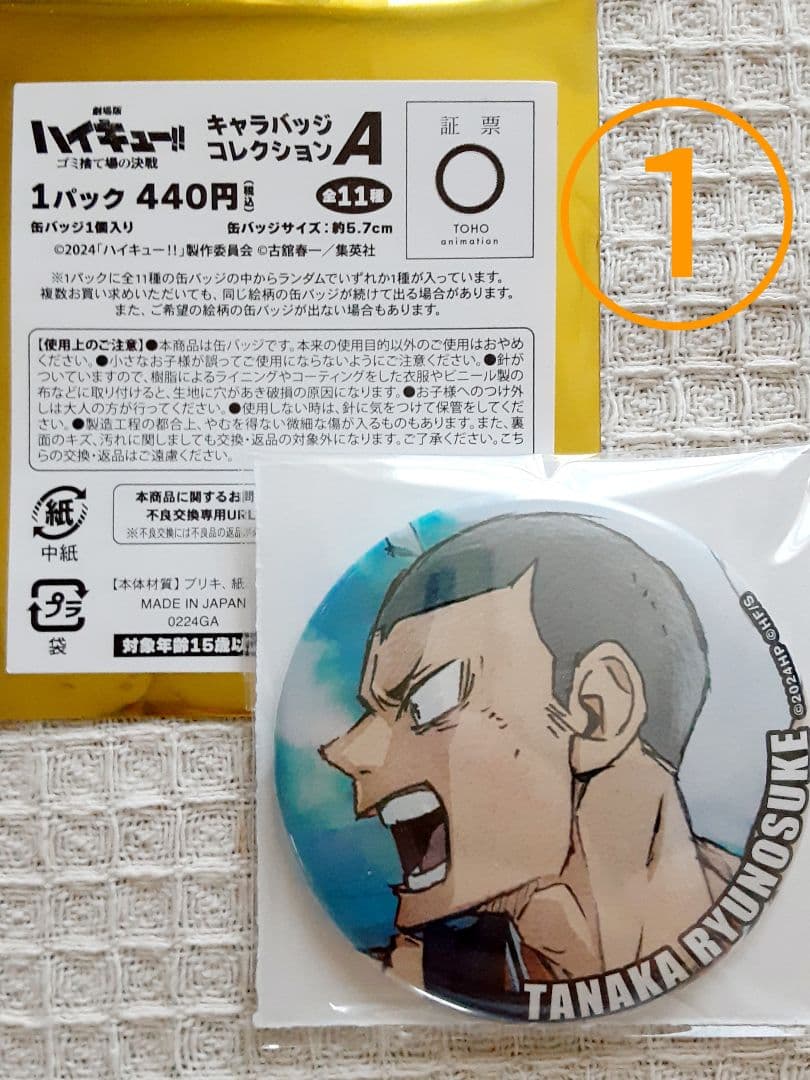 劇場版
ハイキュー!!
ゴミ捨て場の決戦
キャラバッジ
コレクション A
証票
TOHO
animation
①
1パック 440円(税込)
全11種
缶バッジ1個入り 缶バッジサイズ:約5.7cm
©2024「ハイキュー!!」製作委員会 ©古舘春一/集英社
※1パックに全11種の缶バッジの中からランダムでいずれか1種が入っています。
複数お買い求めいただいても、同じ絵柄の缶バッジが続けて出る場合があります。
また、ご希望の絵柄の缶バッジが出ない場合もあります。
【使用上のご注意】●本商品は缶バッジです。本来の使用目的以外のご使用はおやめ
ください。●小さなお子様が誤ってご使用にならないようにご注意ください。●針が
ついていますので、樹脂によるライニングやコーティングをした衣服やビニール製の
布などに取り付けると、生地に穴があき破損の原因になります。●お子様へのつけ外
しは大人の方が行ってください。●使用しない時は、針に気をつけて保管をしてくだ
さい。●製造工程の都合上、やむを得ない微細な傷が入るものもあります。また、裏
面のキズ、汚れに関しましても交換・返品の対象外になります。ご了承ください。こち
らの交換・返品はご遠慮ください。
紙
中紙
本商品に関するお問
不良交換専用URL
※不良交換には不良品の返品が
プラ
袋
【本体材質】ブリキ、紙
MADE IN JAPAN
0224GA
対象年齢15歳以
©2024HP ©HF/S
TANAKA RYUNOSUKE